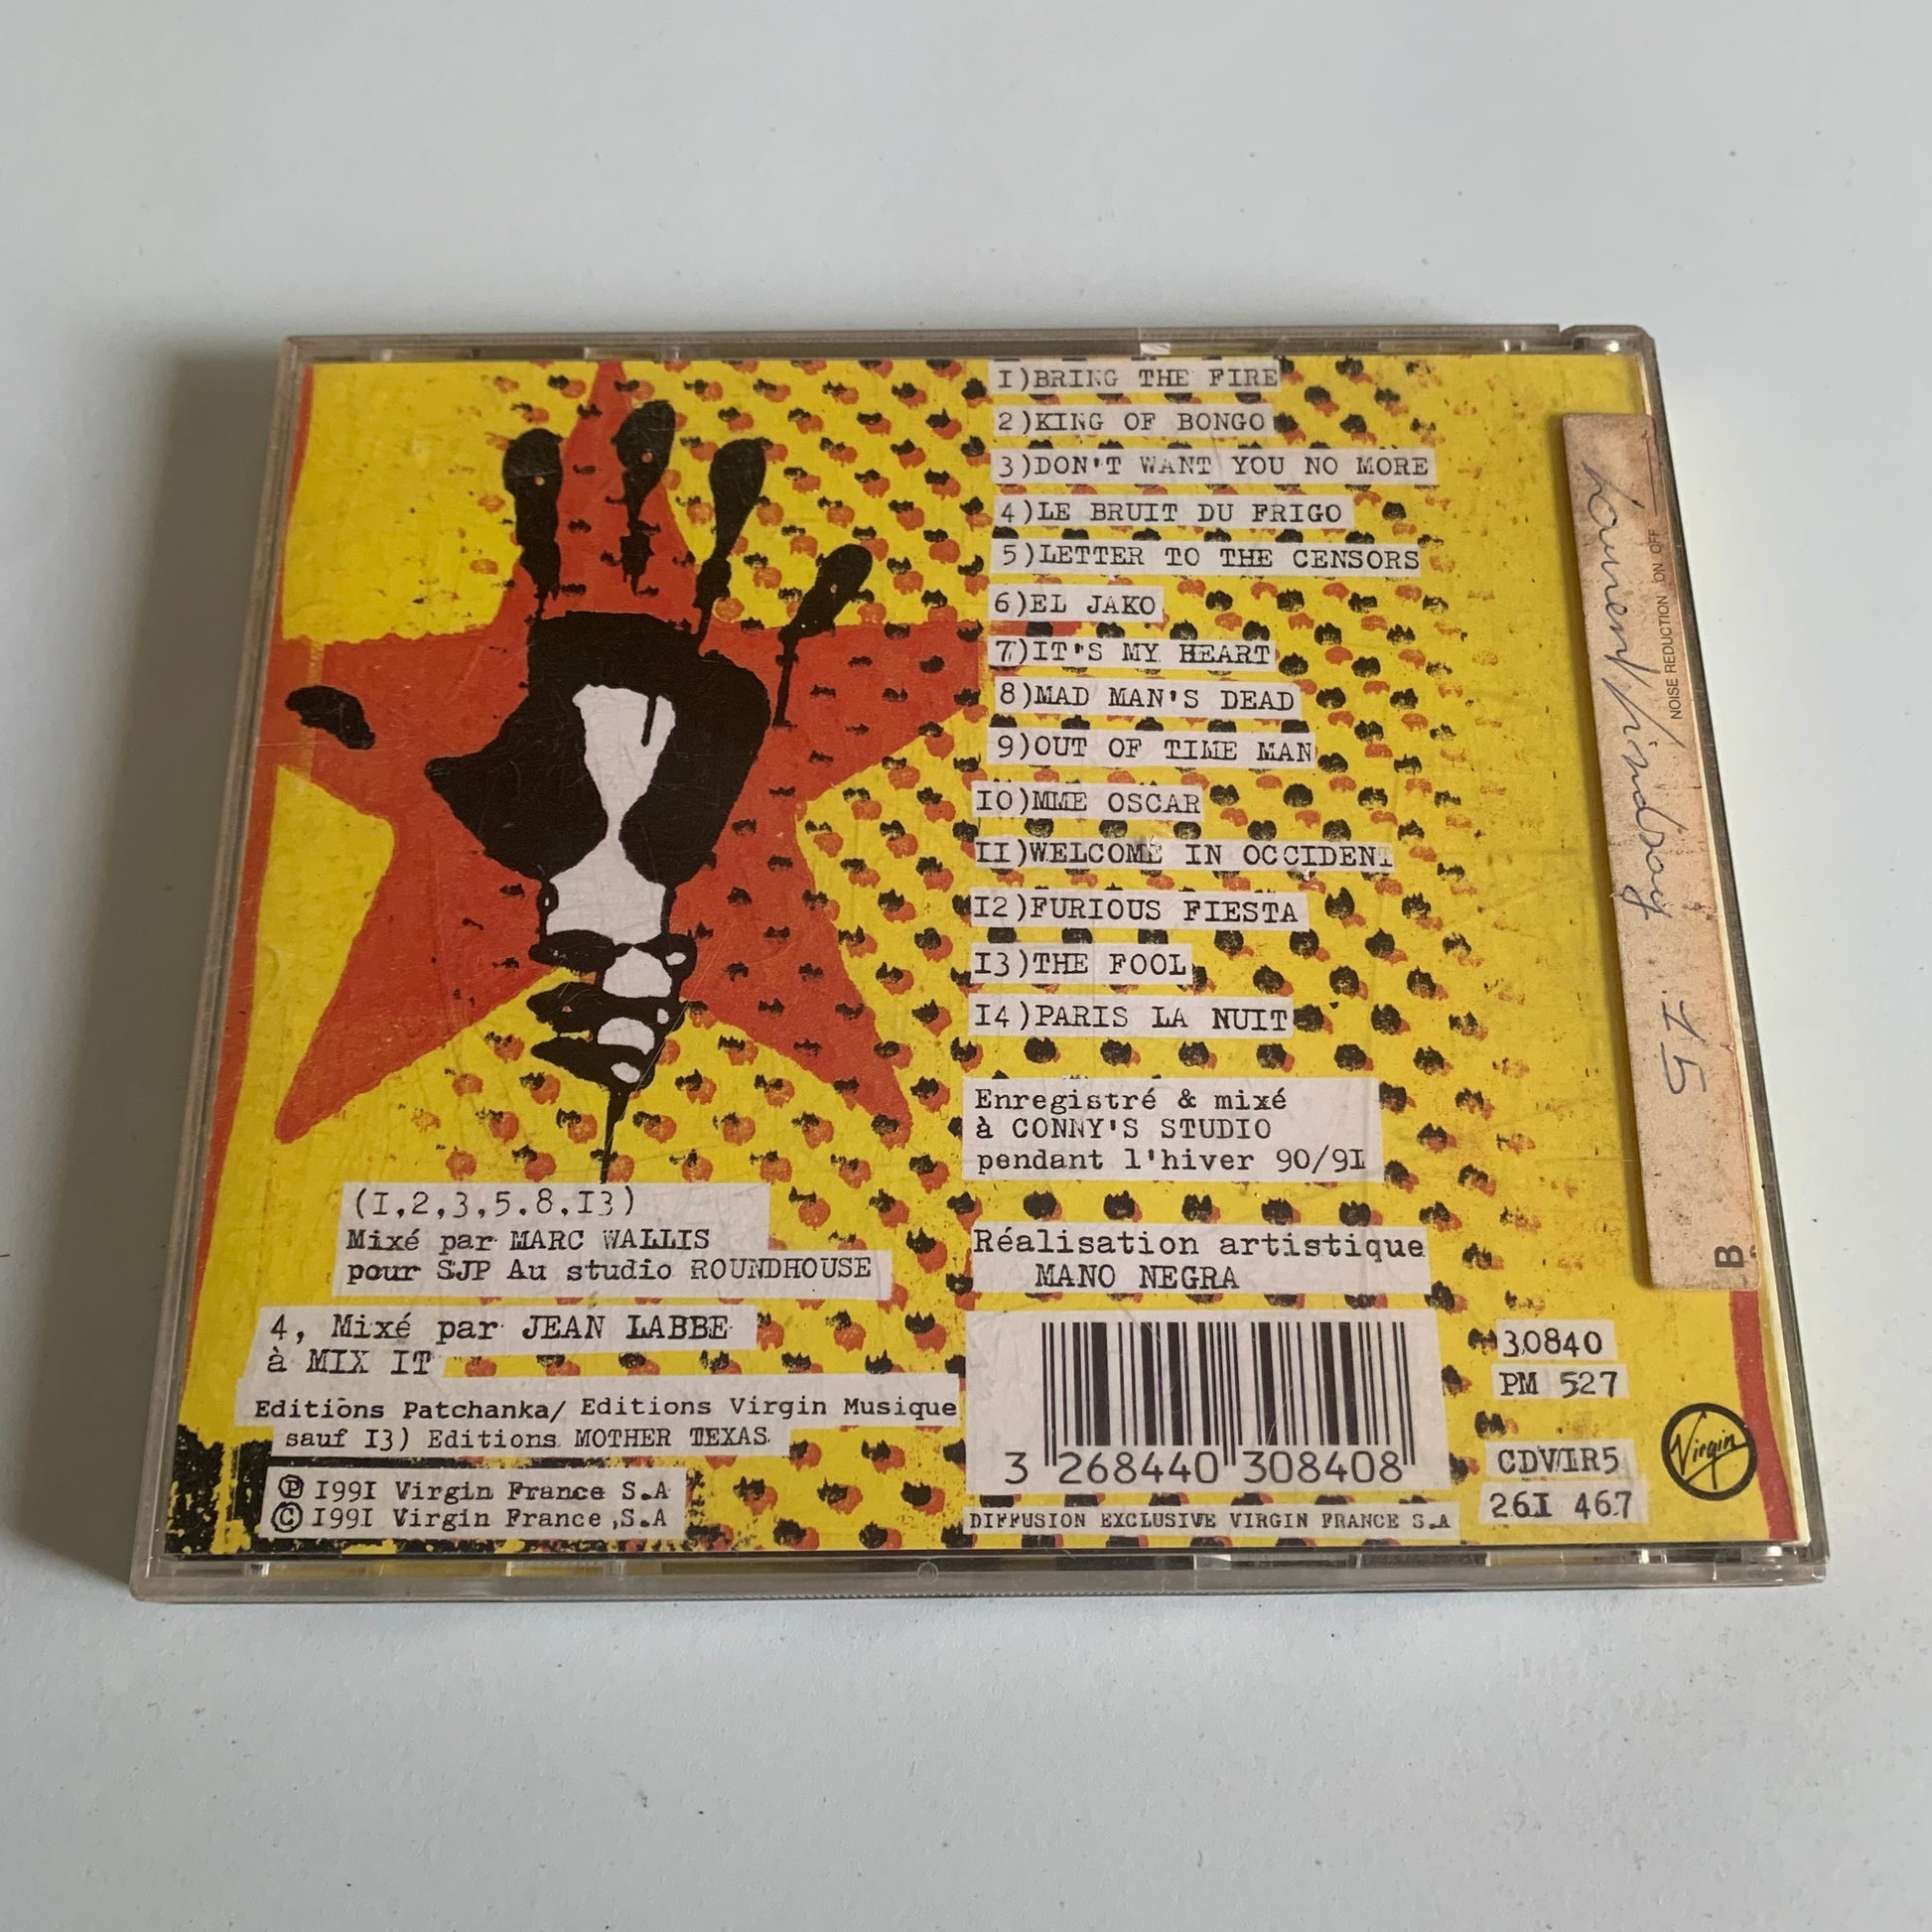 I)BRING THE FIRE
2)KING OF BONGO
3)DON'T WANT YOU NO MORE
4)LE BRUIT DU FRIGO
5)LETTER TO THE CENSORS
6)EL JAKO
7)IT'S MY HEART
8)MAD MAN'S DEAD
9)OUT OF TIME MAN
IO)MME OSCAR
II)WELCOME IN OCCIDENT
I2)FURIOUS FIESTA
I3)THE FOOL
I4)PARIS LA NUIT
Enregistré & mixé
à CONNY'S STUDIO
pendant l'hiver 90/9I
Réalisation artistique
MANO NEGRA
(I,2,3,5.8,I3)
Mixé par MARC WALLIS
pour SJP Au studio ROUNDHOUSE
4, Mixé par JEAN LABBE
à MIX IT
Editions Patchanka/ Editions Virgin Musique
sauf I3) Editions MOTHER TEXAS
Ⓟ I99I Virgin France S.A
© I99I Virgin France,S.A
3 268440 308408
DIFFUSION EXCLUSIVE VIRGIN FRANCE S.A
30840
PM 527
CDVIR5
26I 467
Virgin
NOISE REDUCTION ON OFF
15
B